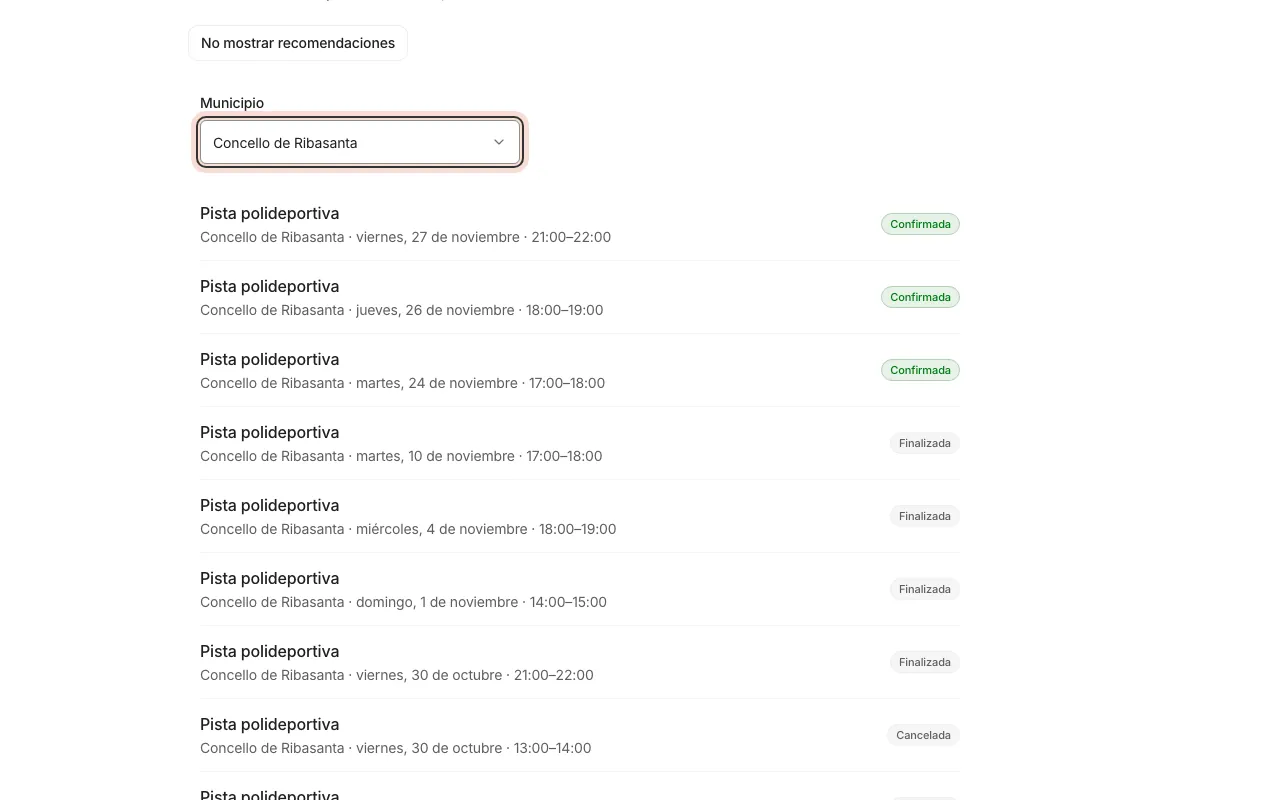 No mostrar recomendaciones
Municipio
Concello de Ribasanta
Pista polideportiva
Confirmada
Concello de Ribasanta · viernes, 27 de noviembre · 21:00–22:00
Pista polideportiva
Confirmada
Concello de Ribasanta · jueves, 26 de noviembre · 18:00–19:00
Pista polideportiva
Confirmada
Concello de Ribasanta · martes, 24 de noviembre · 17:00–18:00
Pista polideportiva
Finalizada
Concello de Ribasanta · martes, 10 de noviembre · 17:00–18:00
Pista polideportiva
Finalizada
Concello de Ribasanta · miércoles, 4 de noviembre · 18:00–19:00
Pista polideportiva
Finalizada
Concello de Ribasanta · domingo, 1 de noviembre · 14:00–15:00
Pista polideportiva
Finalizada
Concello de Ribasanta · viernes, 30 de octubre · 21:00–22:00
Pista polideportiva
Cancelada
Concello de Ribasanta · viernes, 30 de octubre · 13:00–14:00
Pista polideportiva